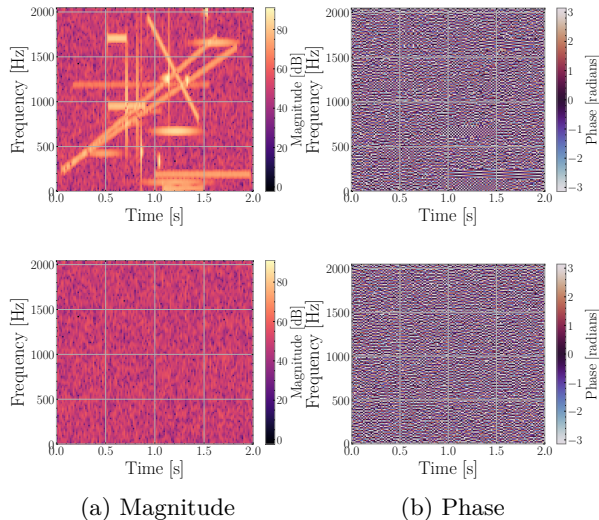 2000
1500
1000
500
0
0.0 0.5 1.0 1.5 2.0
Time [s]
Frequency [Hz]
80
60
40
20
0
Magnitude [dB]
2000
1500
1000
500
0
0.0 0.5 1.0 1.5 2.0
Time [s]
Frequency [Hz]
3
2
1
0
−1
−2
−3
Phase [radians]
2000
1500
1000
500
0
0.0 0.5 1.0 1.5 2.0
Time [s]
Frequency [Hz]
80
60
40
20
0
Magnitude [dB]
2000
1500
1000
500
0
0.0 0.5 1.0 1.5 2.0
Time [s]
Frequency [Hz]
3
2
1
0
−1
−2
−3
Phase [radians]
(a) Magnitude
(b) Phase